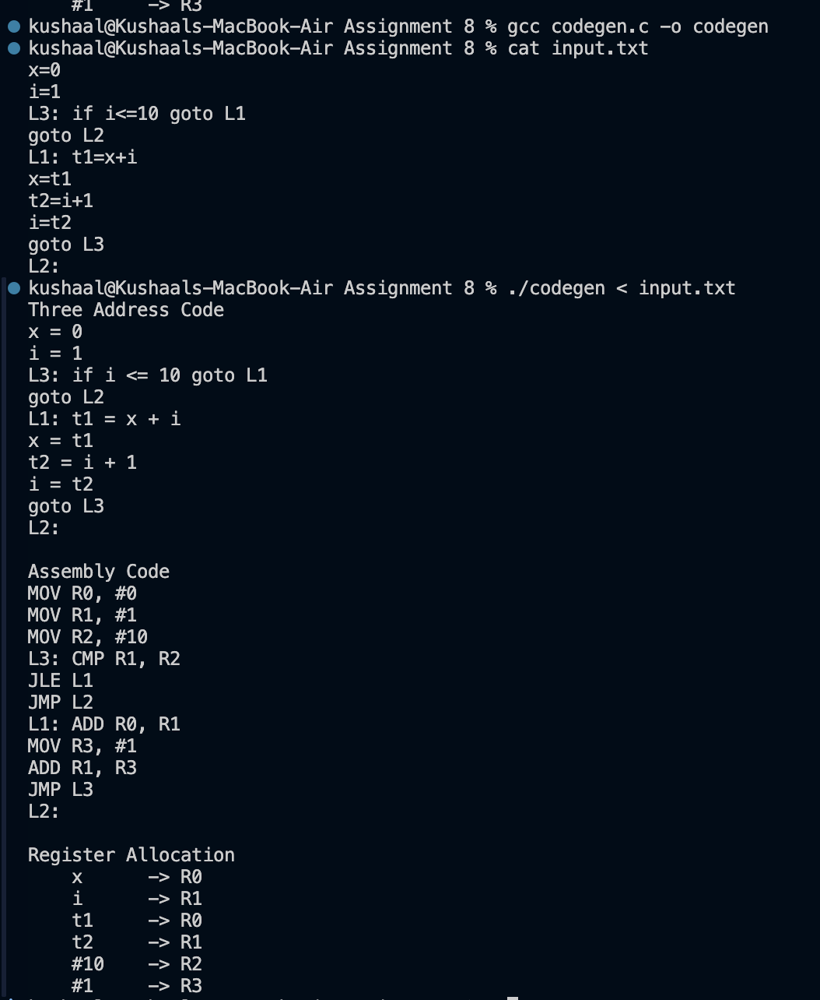 #1 -> R3
kushaal@Kushaals-MacBook-Air Assignment 8 % gcc codegen.c -o codegen
kushaal@Kushaals-MacBook-Air Assignment 8 % cat input.txt
x=0
i=1
L3: if i<=10 goto L1
goto L2
L1: t1=x+i
x=t1
t2=i+1
i=t2
goto L3
L2:
kushaal@Kushaals-MacBook-Air Assignment 8 % ./codegen < input.txt
Three Address Code
x = 0
i = 1
L3: if i <= 10 goto L1
goto L2
L1: t1 = x + i
x = t1
t2 = i + 1
i = t2
goto L3
L2:
Assembly Code
MOV R0, #0
MOV R1, #1
MOV R2, #10
L3: CMP R1, R2
JLE L1
JMP L2
L1: ADD R0, R1
MOV R3, #1
ADD R1, R3
JMP L3
L2:
Register Allocation
x -> R0
i -> R1
t1 -> R0
t2 -> R1
#10 -> R2
#1 -> R3